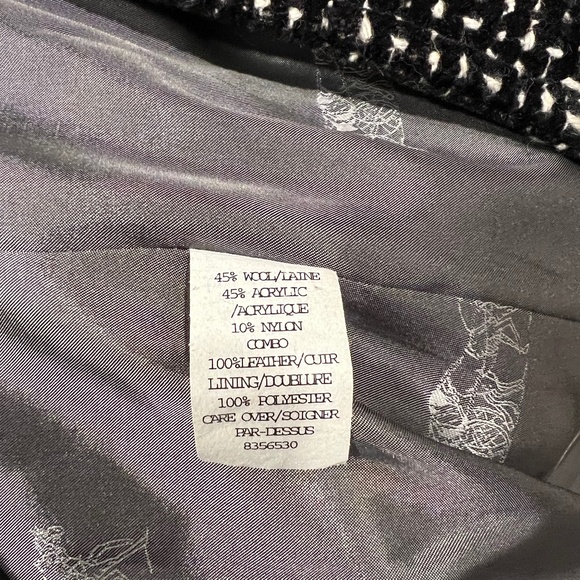 45% WOOL/LAINE
45% ACRYLIC
/ACRYLIQUE
10% NYLON
COMBO
100%LEATHER/CUIR
LINING/DOUBLURE
100% POLYESTER
CARE OVER/SOIGNER
PAR-DESSUS
8356530